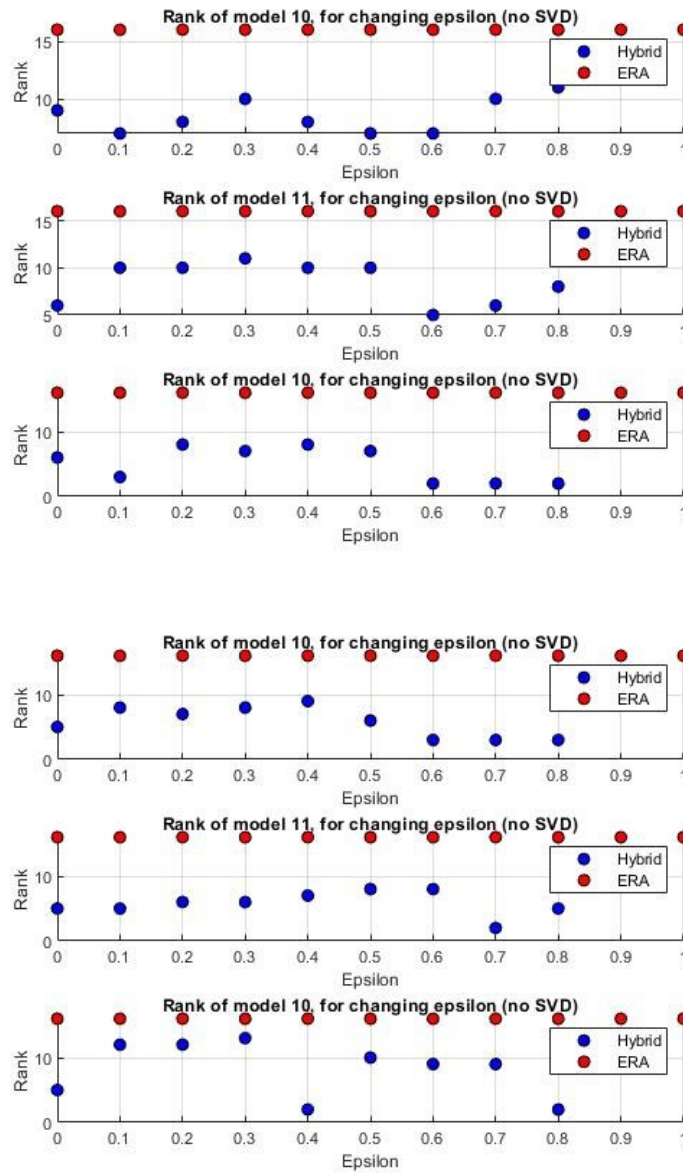 Rank of model 10, for changing epsilon (no SVD)
15
10
Rank
Hybrid
ERA
0 0.1 0.2 0.3 0.4 0.5 0.6 0.7 0.8 0.9 1
Epsilon
Rank of model 11, for changing epsilon (no SVD)
15
10
5
Rank
Hybrid
ERA
0 0.1 0.2 0.3 0.4 0.5 0.6 0.7 0.8 0.9 1
Epsilon
Rank of model 10, for changing epsilon (no SVD)
10
0
Rank
Hybrid
ERA
0 0.1 0.2 0.3 0.4 0.5 0.6 0.7 0.8 0.9 1
Epsilon
Rank of model 10, for changing epsilon (no SVD)
10
0
Rank
Hybrid
ERA
0 0.1 0.2 0.3 0.4 0.5 0.6 0.7 0.8 0.9 1
Epsilon
Rank of model 11, for changing epsilon (no SVD)
10
0
Rank
Hybrid
ERA
0 0.1 0.2 0.3 0.4 0.5 0.6 0.7 0.8 0.9 1
Epsilon
Rank of model 10, for changing epsilon (no SVD)
10
0
Rank
Hybrid
ERA
0 0.1 0.2 0.3 0.4 0.5 0.6 0.7 0.8 0.9 1
Epsilon